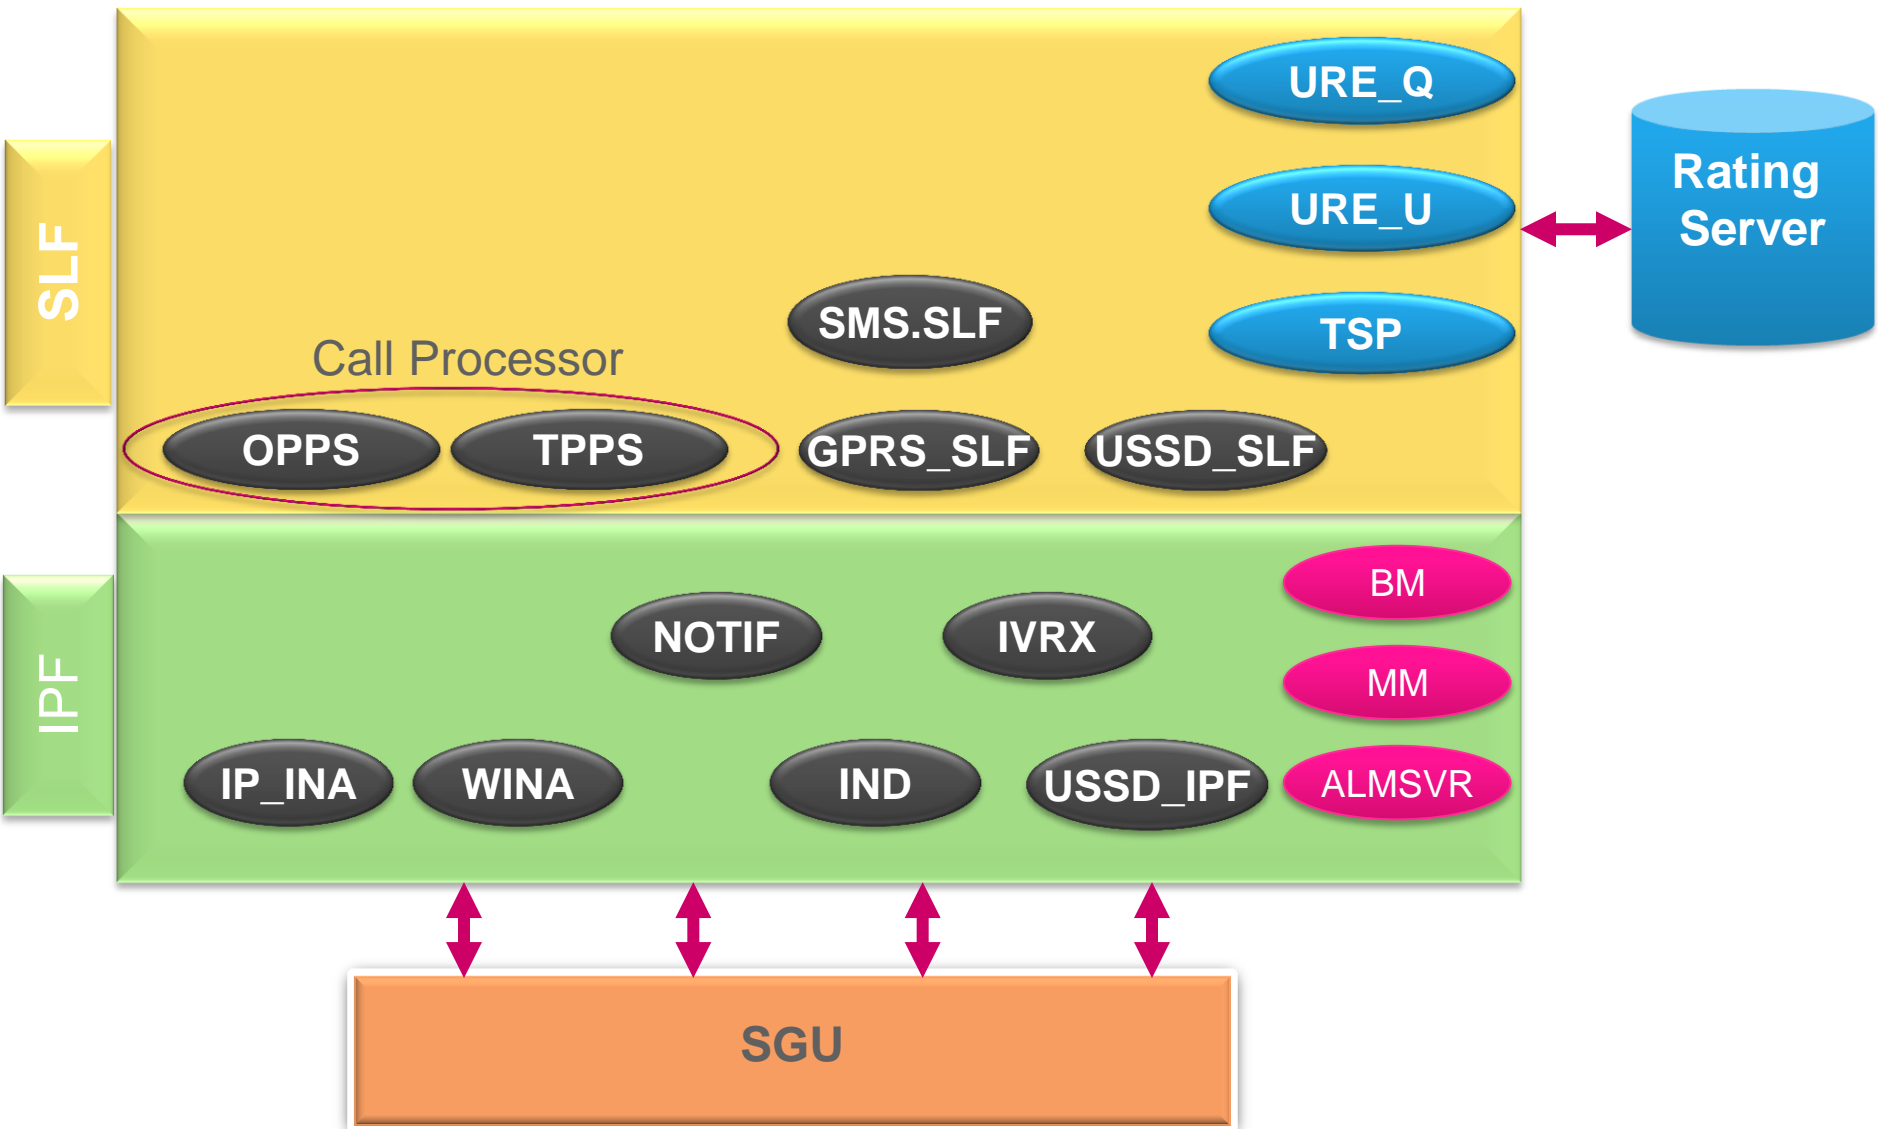 URE_Q
Rating
Server
URE_U
SLF
SMS.SLF
TSP
Call Processor
OPPS
TPPS
GPRS_SLF
USSD_SLF
BM
NOTIF
IVRX
IPF
MM
IP_INA
WINA
IND
USSD_IPF
ALMSVR
SGU